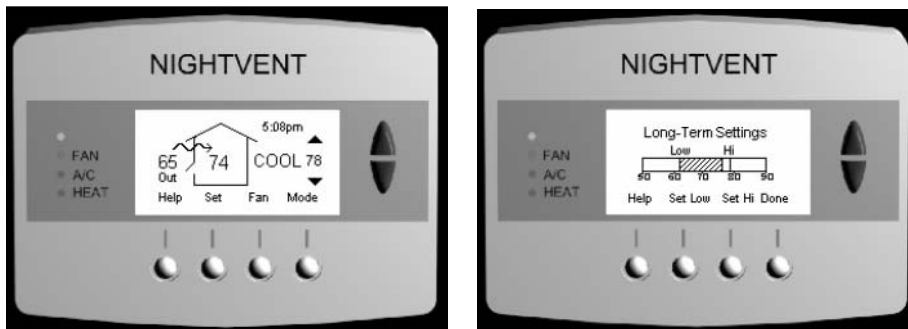 NIGHTVENT
5:08pm
65 74 COOL 78
Out
Help Set Fan Mode
FAN
A/C
HEAT
NIGHTVENT
Long-Term Settings
Low Hi
50 60 70 80 90
Help Set Low Set Hi Done
FAN
A/C
HEAT